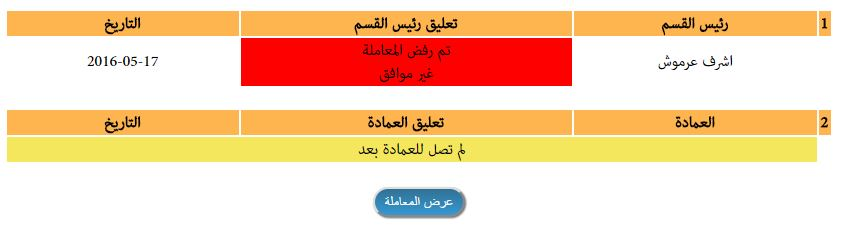 1 رئيس القسم تعليق رئيس القسم التاريخ
اشرف عرموش تم رفض المعاملة 2016-05-17
غير موافق
2 العمادة تعليق العمادة التاريخ
لم تصل للعمادة بعد
عرض المعاملة